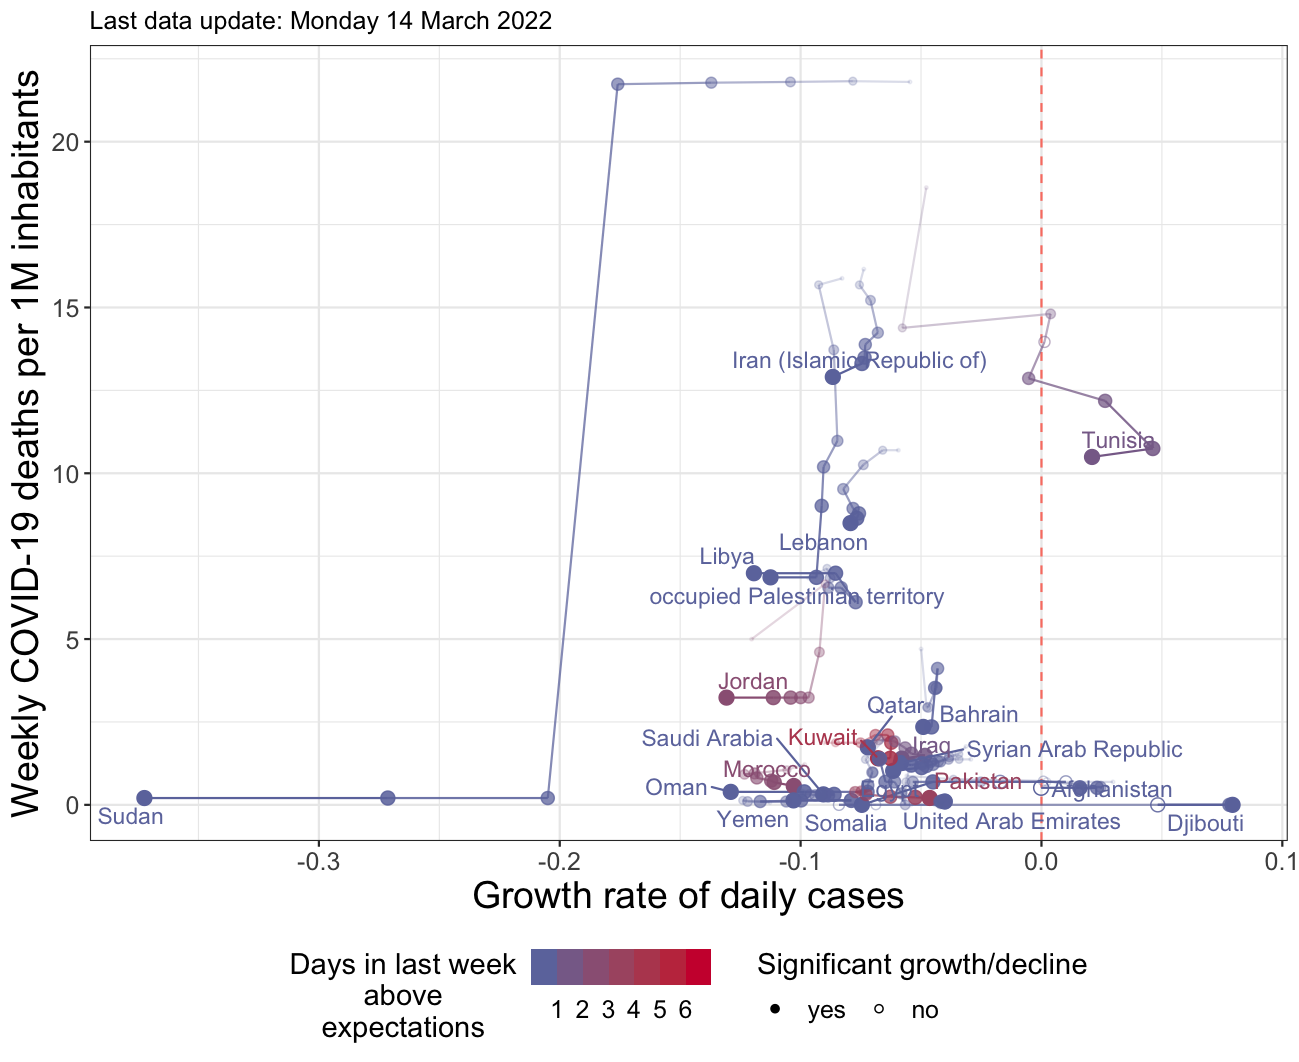 Last data update: Monday 14 March 2022
Weekly COVID-19 deaths per 1M inhabitants
20
15
10
5
0
Iran (Islamic Republic of)
Tunisia
Lebanon
Libya
occupied Palestinian territory
Jordan
Qatar
Bahrain
Saudi Arabia
Kuwait
Iraq
Syrian Arab Republic
Morocco
Pakistan
Oman
Afghanistan
Sudan
Yemen
Somalia
United Arab Emirates
Djibouti
-0.3
-0.2
-0.1
0.0
0.1
Growth rate of daily cases
Days in last week
above
expectations
1 2 3 4 5 6
Significant growth/decline
yes
no